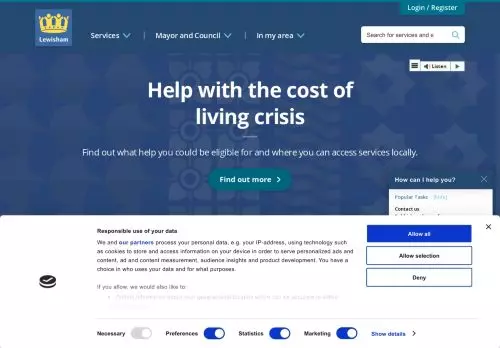 Login / Register
Lewisham
Services
Mayor and Council
In my area
Search for services and e
Listen
Help with the cost of
living crisis
Find out what help you could be eligible for and where you can access services locally.
Find out more
How can I help you?
Popular Tasks
Contact us
Responsible use of your data
We and our partners process your personal data, e.g. your IP-address, using technology such
as cookies to store and access information on your device in order to serve personalized ads and
content, ad and content measurement, audience insights and product development. You have a
choice in who uses your data and for what purposes.
If you allow, we would also like to:
Allow all
Allow selection
Deny
Necessary
Preferences
Statistics
Marketing
Show details